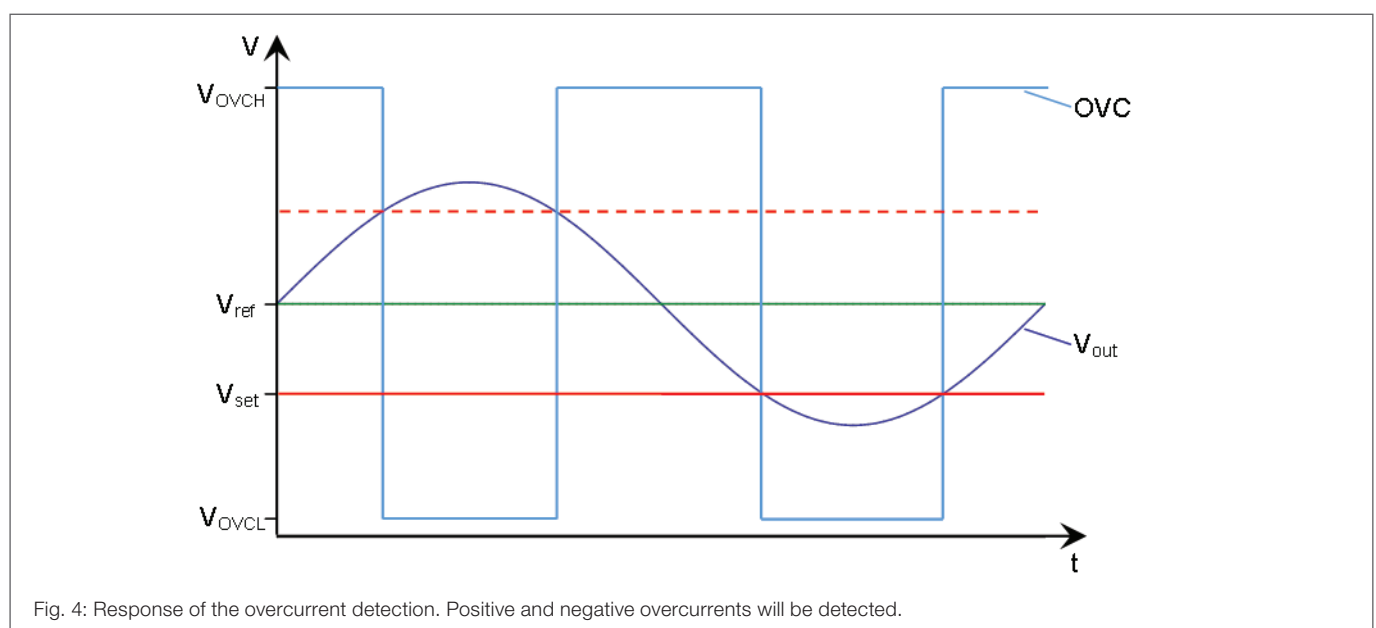 V
V_OVCH
OVC
V_ref
V_out
V_set
V_OVCL
t
Fig. 4: Response of the overcurrent detection. Positive and negative overcurrents will be detected.